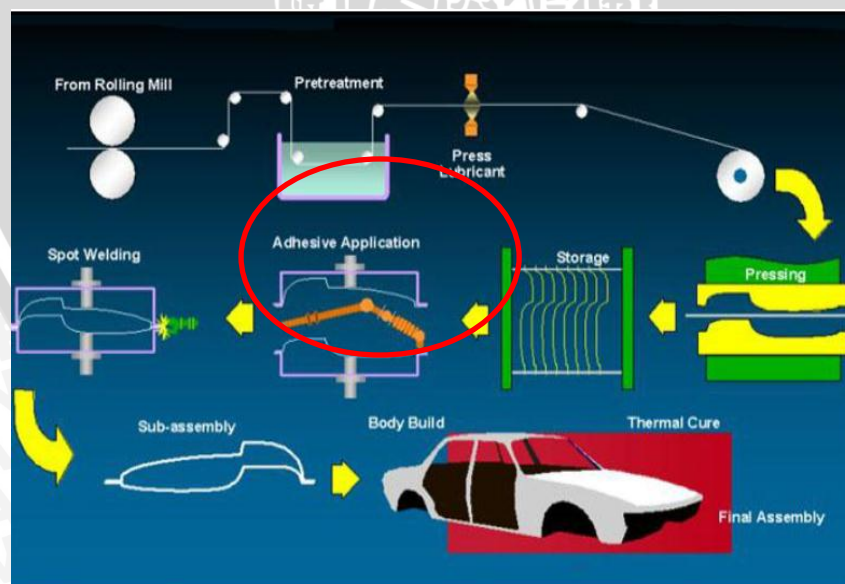 From Rolling Mill
Pretreatment
Press
Lubricant
Spot Welding
Adhesive Application
Storage
Pressing
Sub-assembly
Body Build
Thermal Cure
Final Assembly